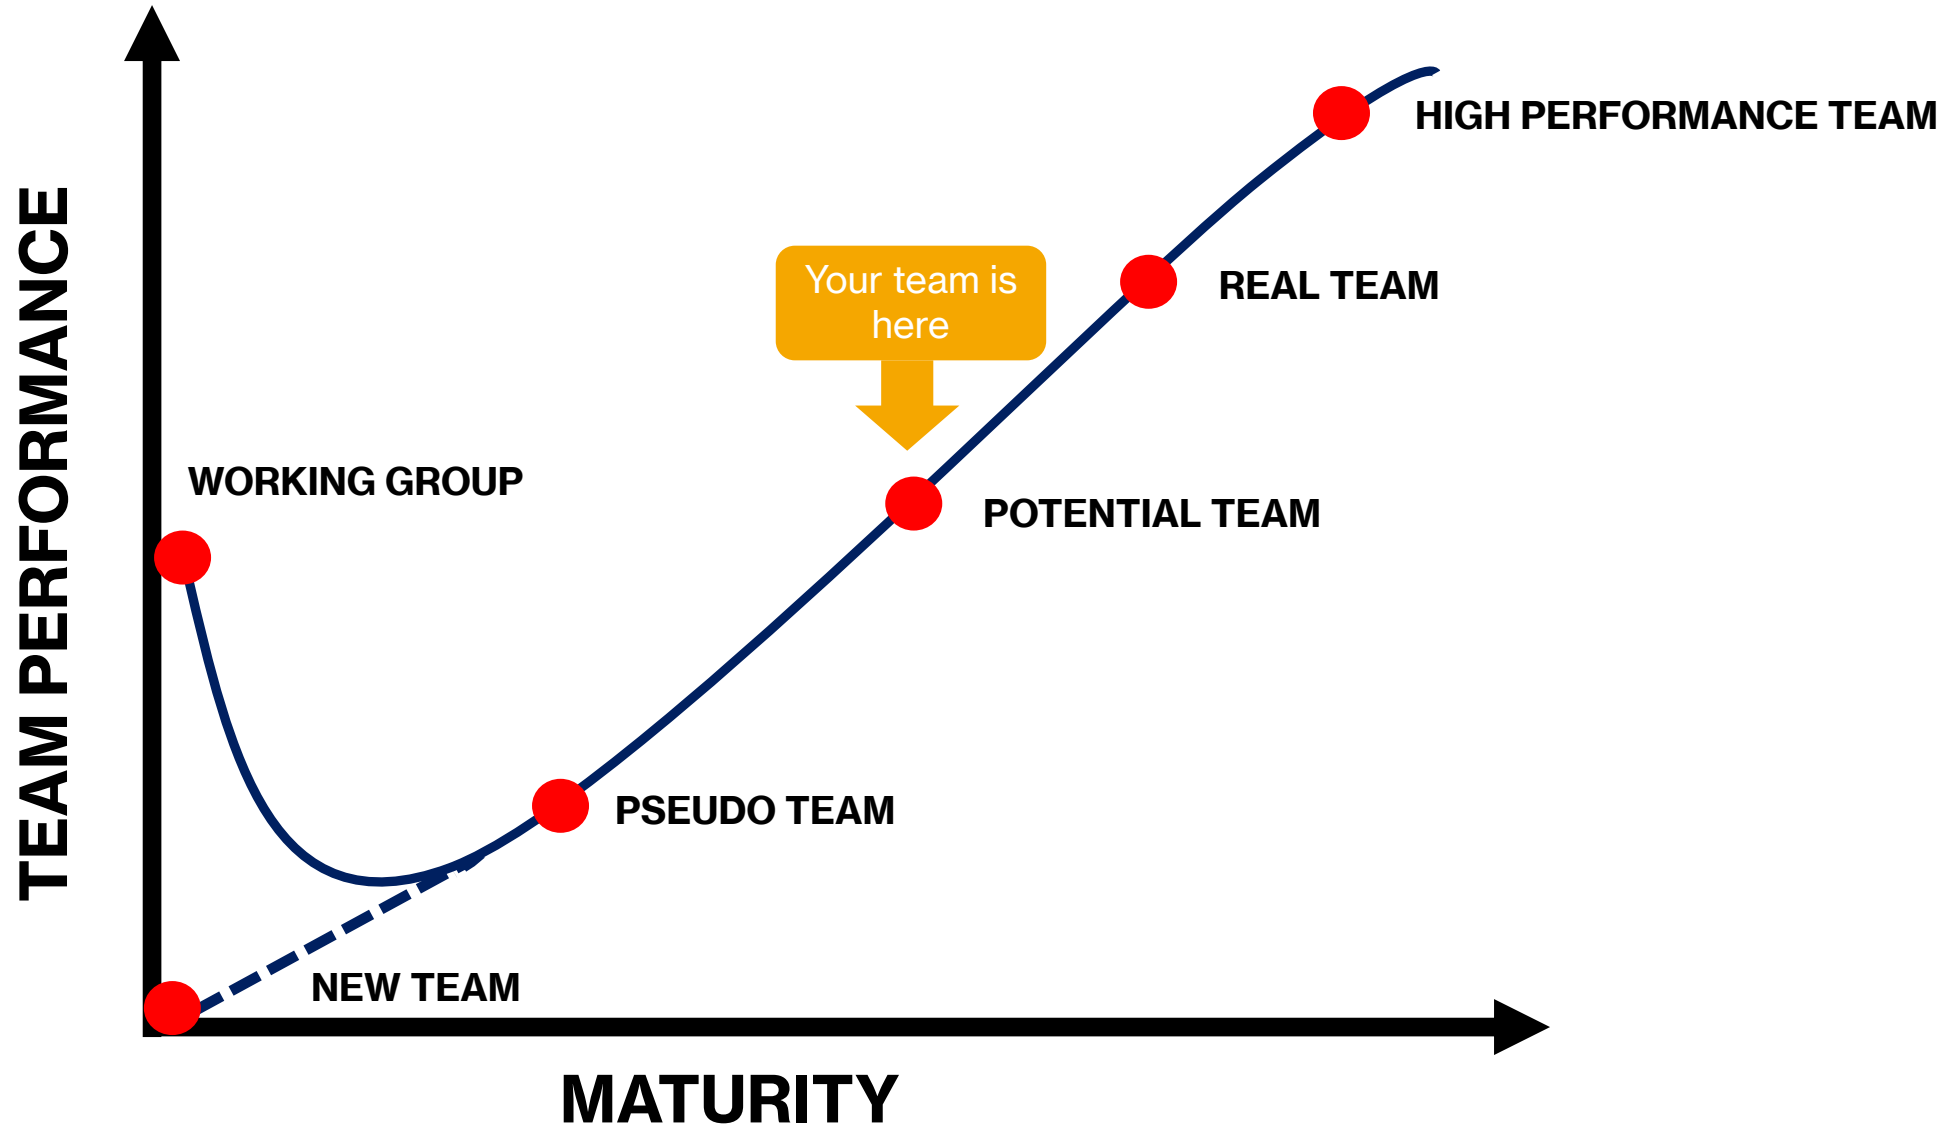 HIGH PERFORMANCE TEAM
Your team is
here
REAL TEAM
WORKING GROUP
POTENTIAL TEAM
TEAM PERFORMANCE
PSEUDO TEAM
NEW TEAM
MATURITY